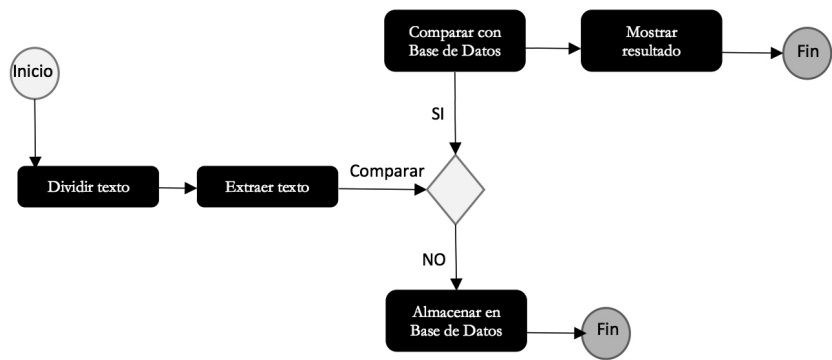 Inicio
Comparar con
Base de Datos
Mostrar
resultado
Fin
SI
Dividir texto
Extraer texto
Comparar
NO
Almacenar en
Base de Datos
Fin